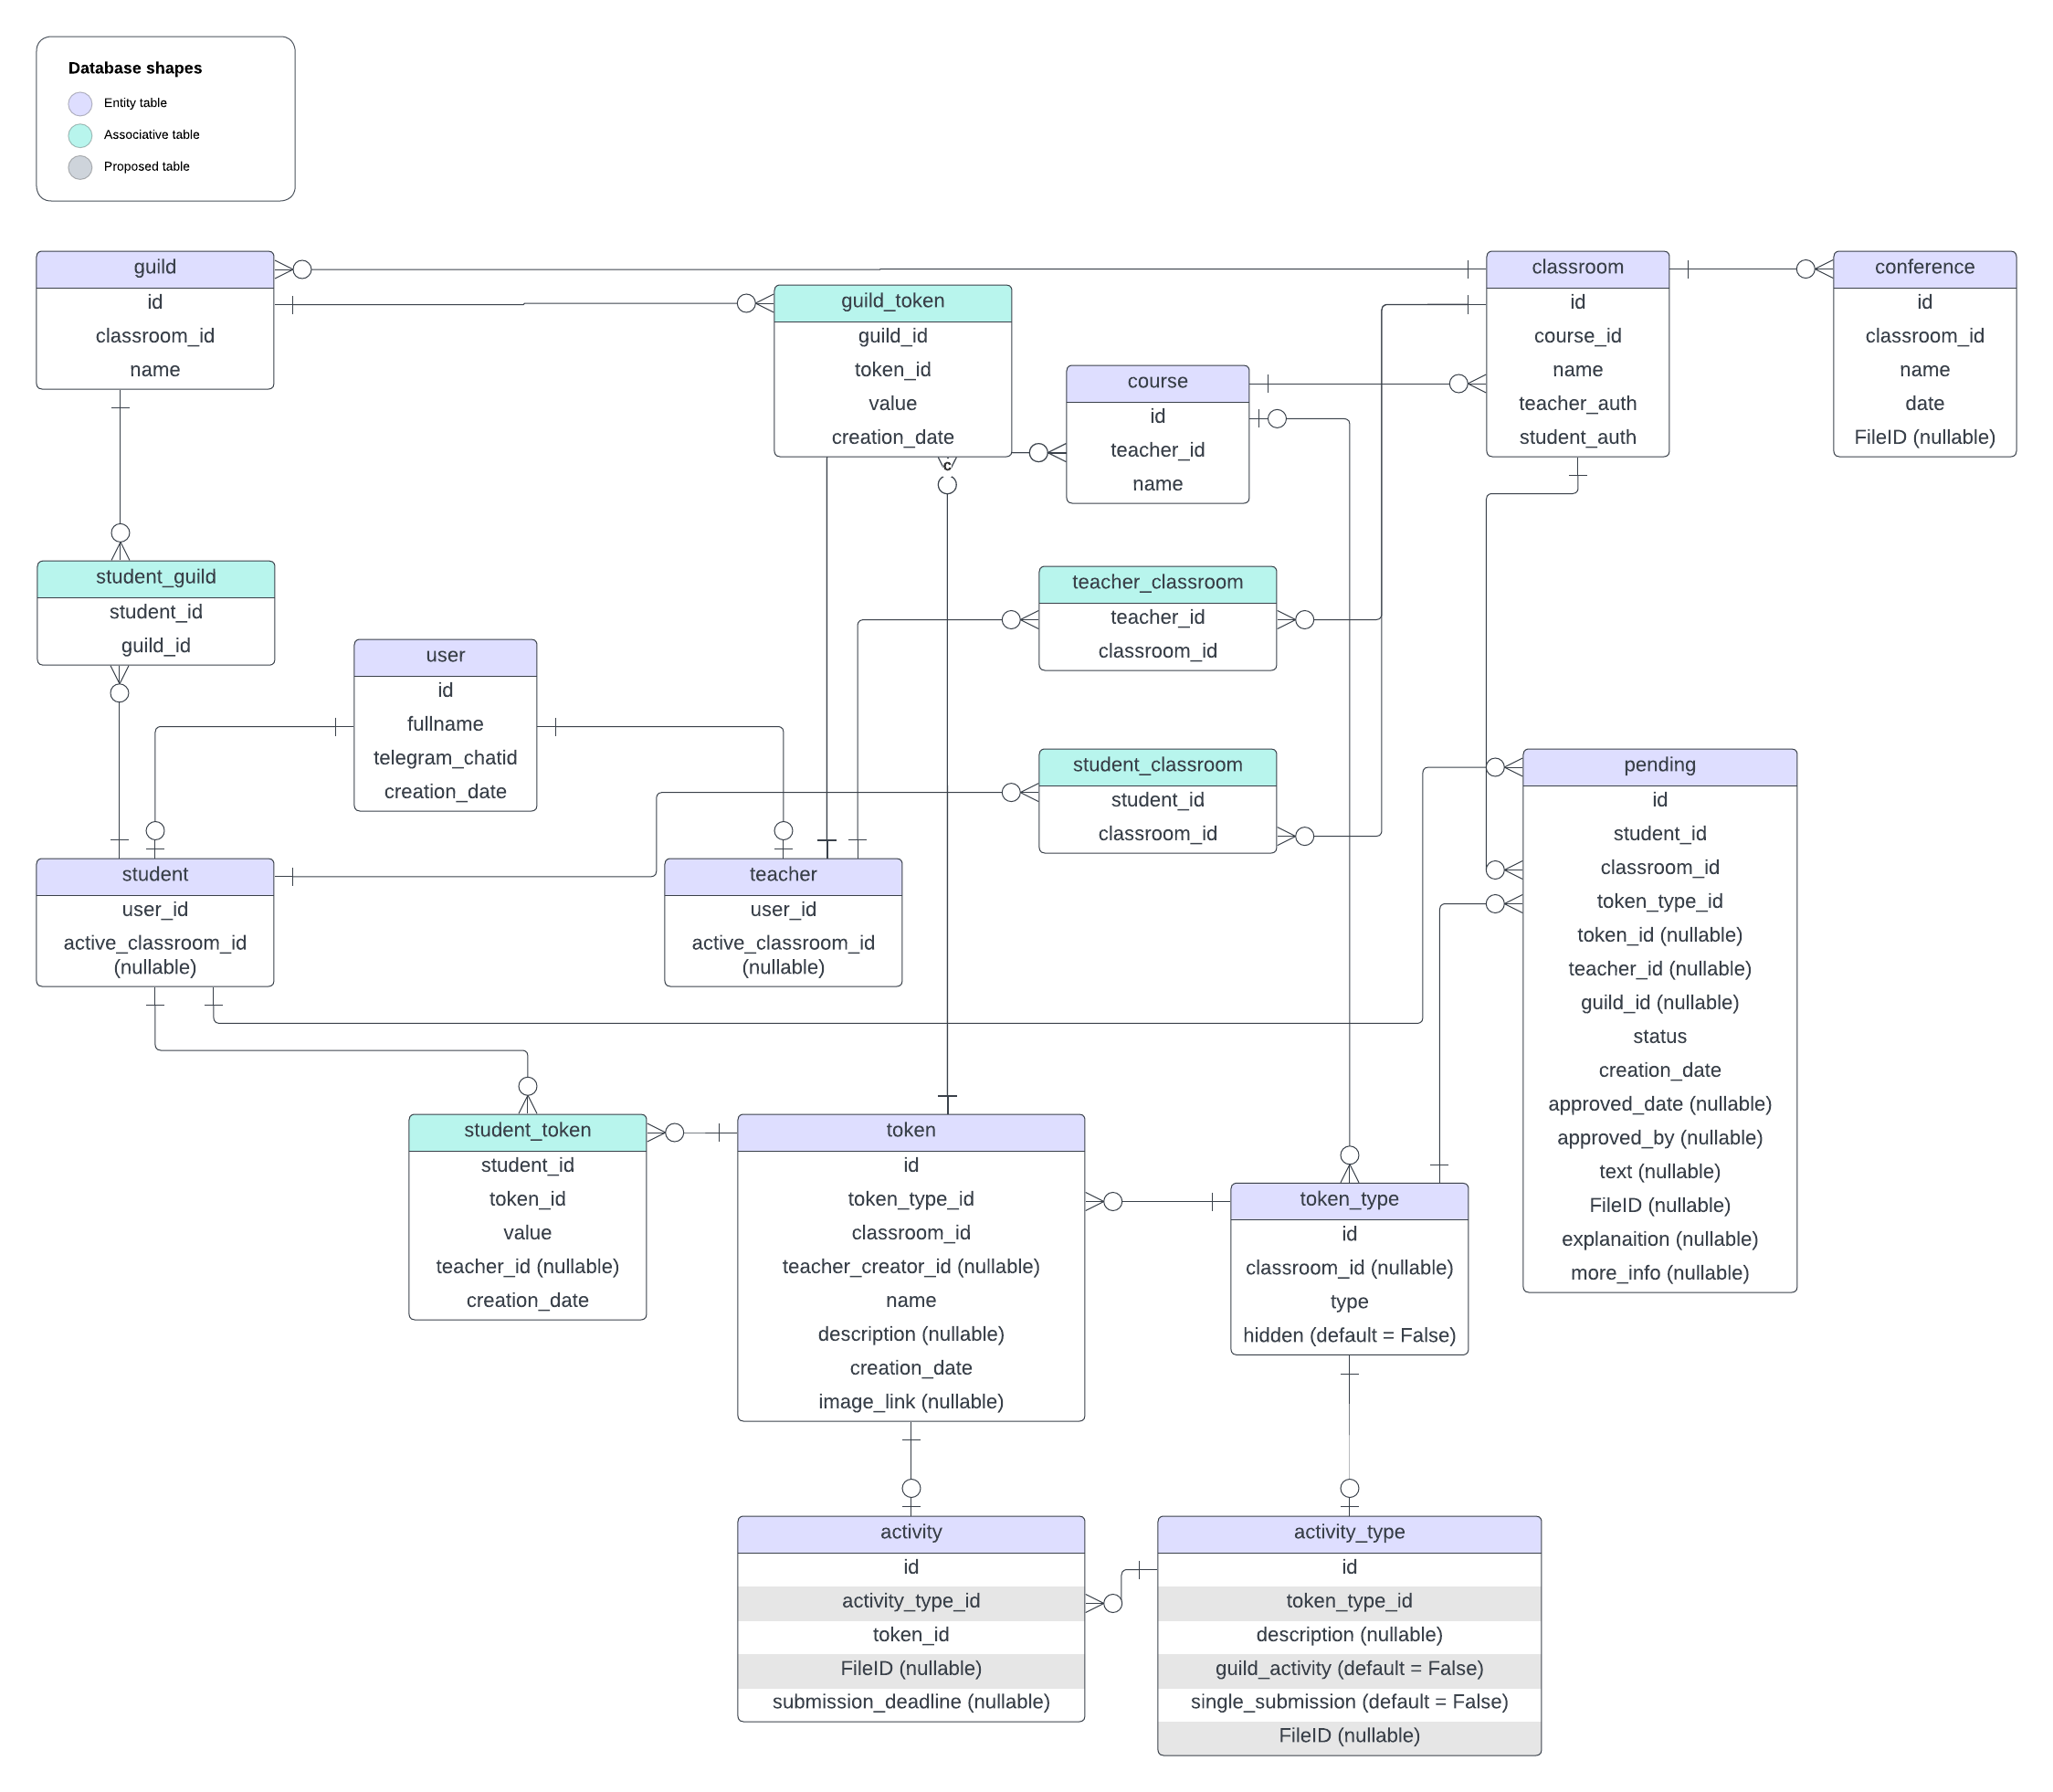 Database shapes
Entity table
Associative table
Proposed table
guild
id
classroom_id
name
guild_token
guild_id
token_id
value
creation_date
c
course
id
teacher_id
name
classroom
id
course_id
name
teacher_auth
student_auth
conference
id
classroom_id
name
date
FileID (nullable)
student_guild
student_id
guild_id
user
id
fullname
telegram_chatid
creation_date
teacher_classroom
teacher_id
classroom_id
student_classroom
student_id
classroom_id
student
user_id
active_classroom_id
(nullable)
teacher
user_id
active_classroom_id
(nullable)
pending
id
student_id
classroom_id
token_type_id
token_id (nullable)
teacher_id (nullable)
guild_id (nullable)
status
creation_date
approved_date (nullable)
approved_by (nullable)
text (nullable)
FileID (nullable)
explanaition (nullable)
more_info (nullable)
student_token
student_id
token_id
value
teacher_id (nullable)
creation_date
token
id
token_type_id
classroom_id
teacher_creator_id (nullable)
name
description (nullable)
creation_date
image_link (nullable)
token_type
id
classroom_id (nullable)
type
hidden (default = False)
activity
id
activity_type_id
token_id
FileID (nullable)
submission_deadline (nullable)
activity_type
id
token_type_id
description (nullable)
guild_activity (default = False)
single_submission (default = False)
FileID (nullable)